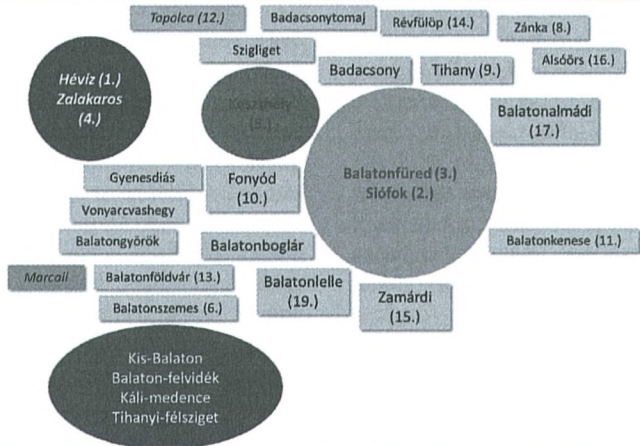 Tapolca (12.)
Badacsonytomaj
Révfülöp (14.)
Zánka (8.)
Szigliget
Alsóörs (16.)
Hévíz (1.)
Zalakaros
(4.)
Badacsony
Tihany (9.)
Keszthely
(5.)
Balatonalmádi
(17.)
Gyenesdiás
Fonyód
(10.)
Balatonfüred (3.)
Siófok (2.)
Vonyarcvashegy
Balatongyörök
Balatonboglár
Balatonkenese (11.)
Marcali
Balatonföldvár (13.)
Balatonlelle
(19.)
Zamárdi
(15.)
Balatonszemes (6.)
Kis-Balaton
Balaton-felvidék
Káli-medence
Tihanyi-félsziget